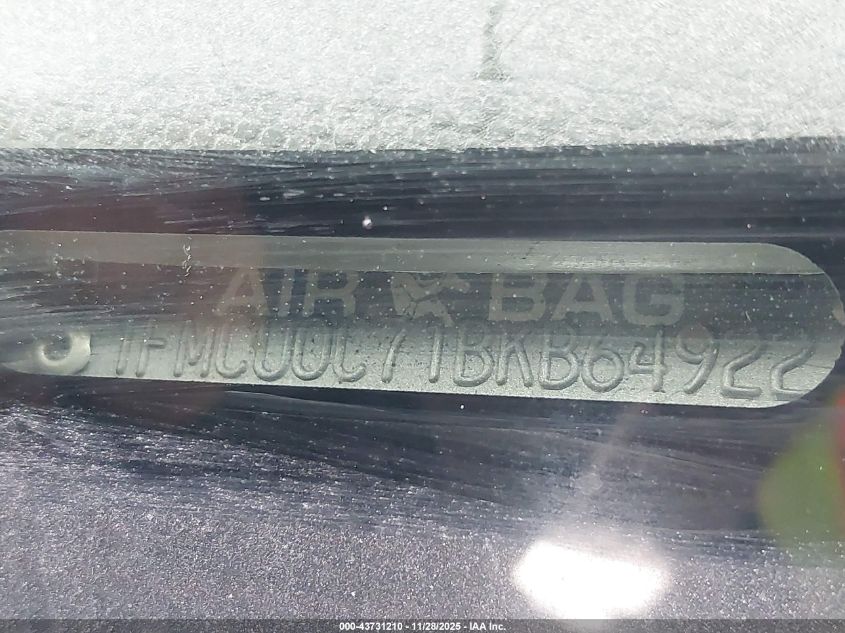 AIR BAG
1FMCU0C71BKB64922
000-43731210 - 11/28/2025 - IAA Inc.